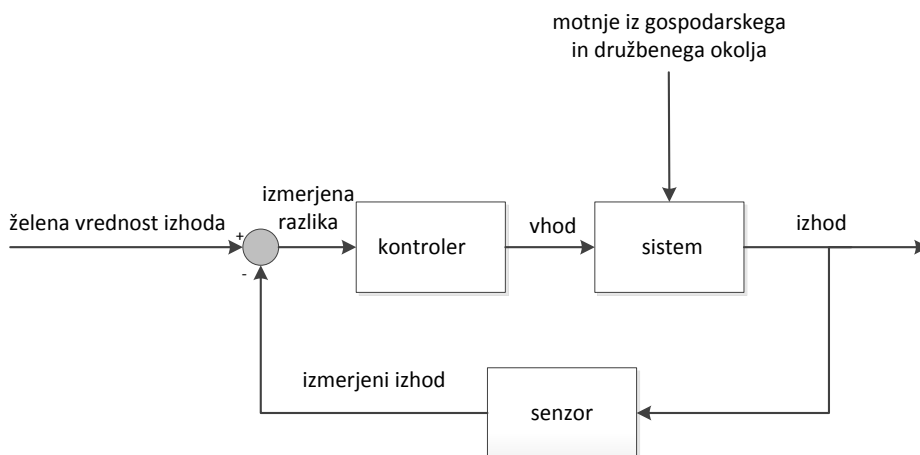 motnje iz gospodarskega
in družbenega okolja
želena vrednost izhoda
+
-
izmerjena
razlika
kontroler
vhod
sistem
izhod
izmerjeni izhod
senzor